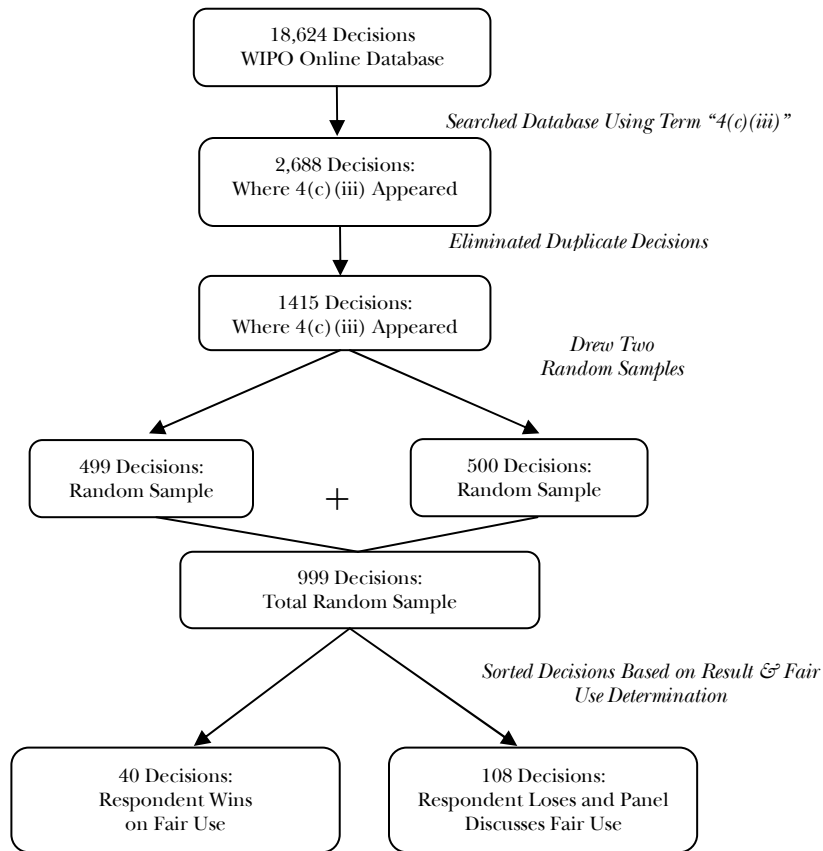 18,624 Decisions
WIPO Online Database
Searched Database Using Term “4(c)(iii)”
2,688 Decisions:
Where 4(c)(iii) Appeared
Eliminated Duplicate Decisions
1415 Decisions:
Where 4(c)(iii) Appeared
Drew Two
Random Samples
499 Decisions:
Random Sample
+
500 Decisions:
Random Sample
999 Decisions:
Total Random Sample
Sorted Decisions Based on Result & Fair
Use Determination
40 Decisions:
Respondent Wins
on Fair Use
108 Decisions:
Respondent Loses and Panel
Discusses Fair Use